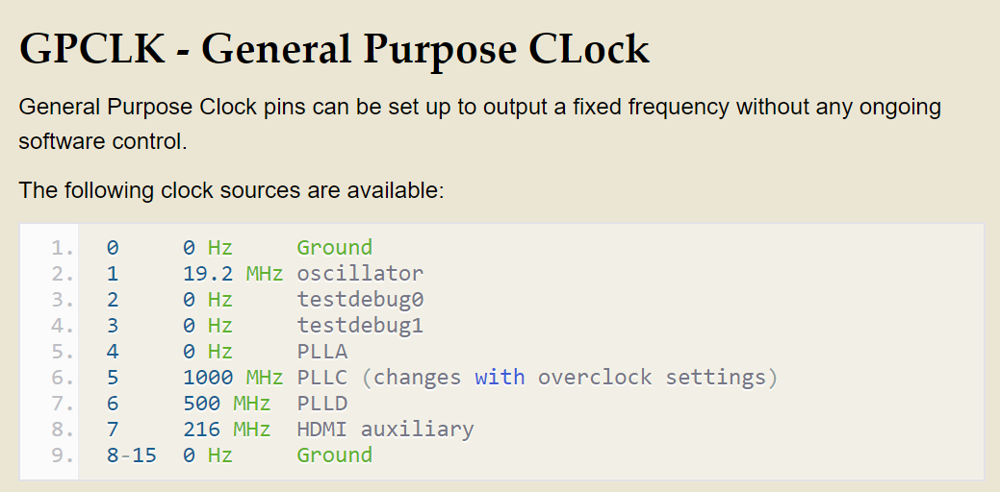 GPCLK - General Purpose CLock
General Purpose Clock pins can be set up to output a fixed frequency without any ongoing
software control.
The following clock sources are available:
1. 0 0 Hz Ground
2. 1 19.2 MHz oscillator
3. 2 0 Hz testdebug0
4. 3 0 Hz testdebug1
5. 4 0 Hz PLLA
6. 5 1000 MHz PLLC (changes with overclock settings)
7. 6 500 MHz PLLD
8. 7 216 MHz HDMI auxiliary
9. 8-15 0 Hz Ground